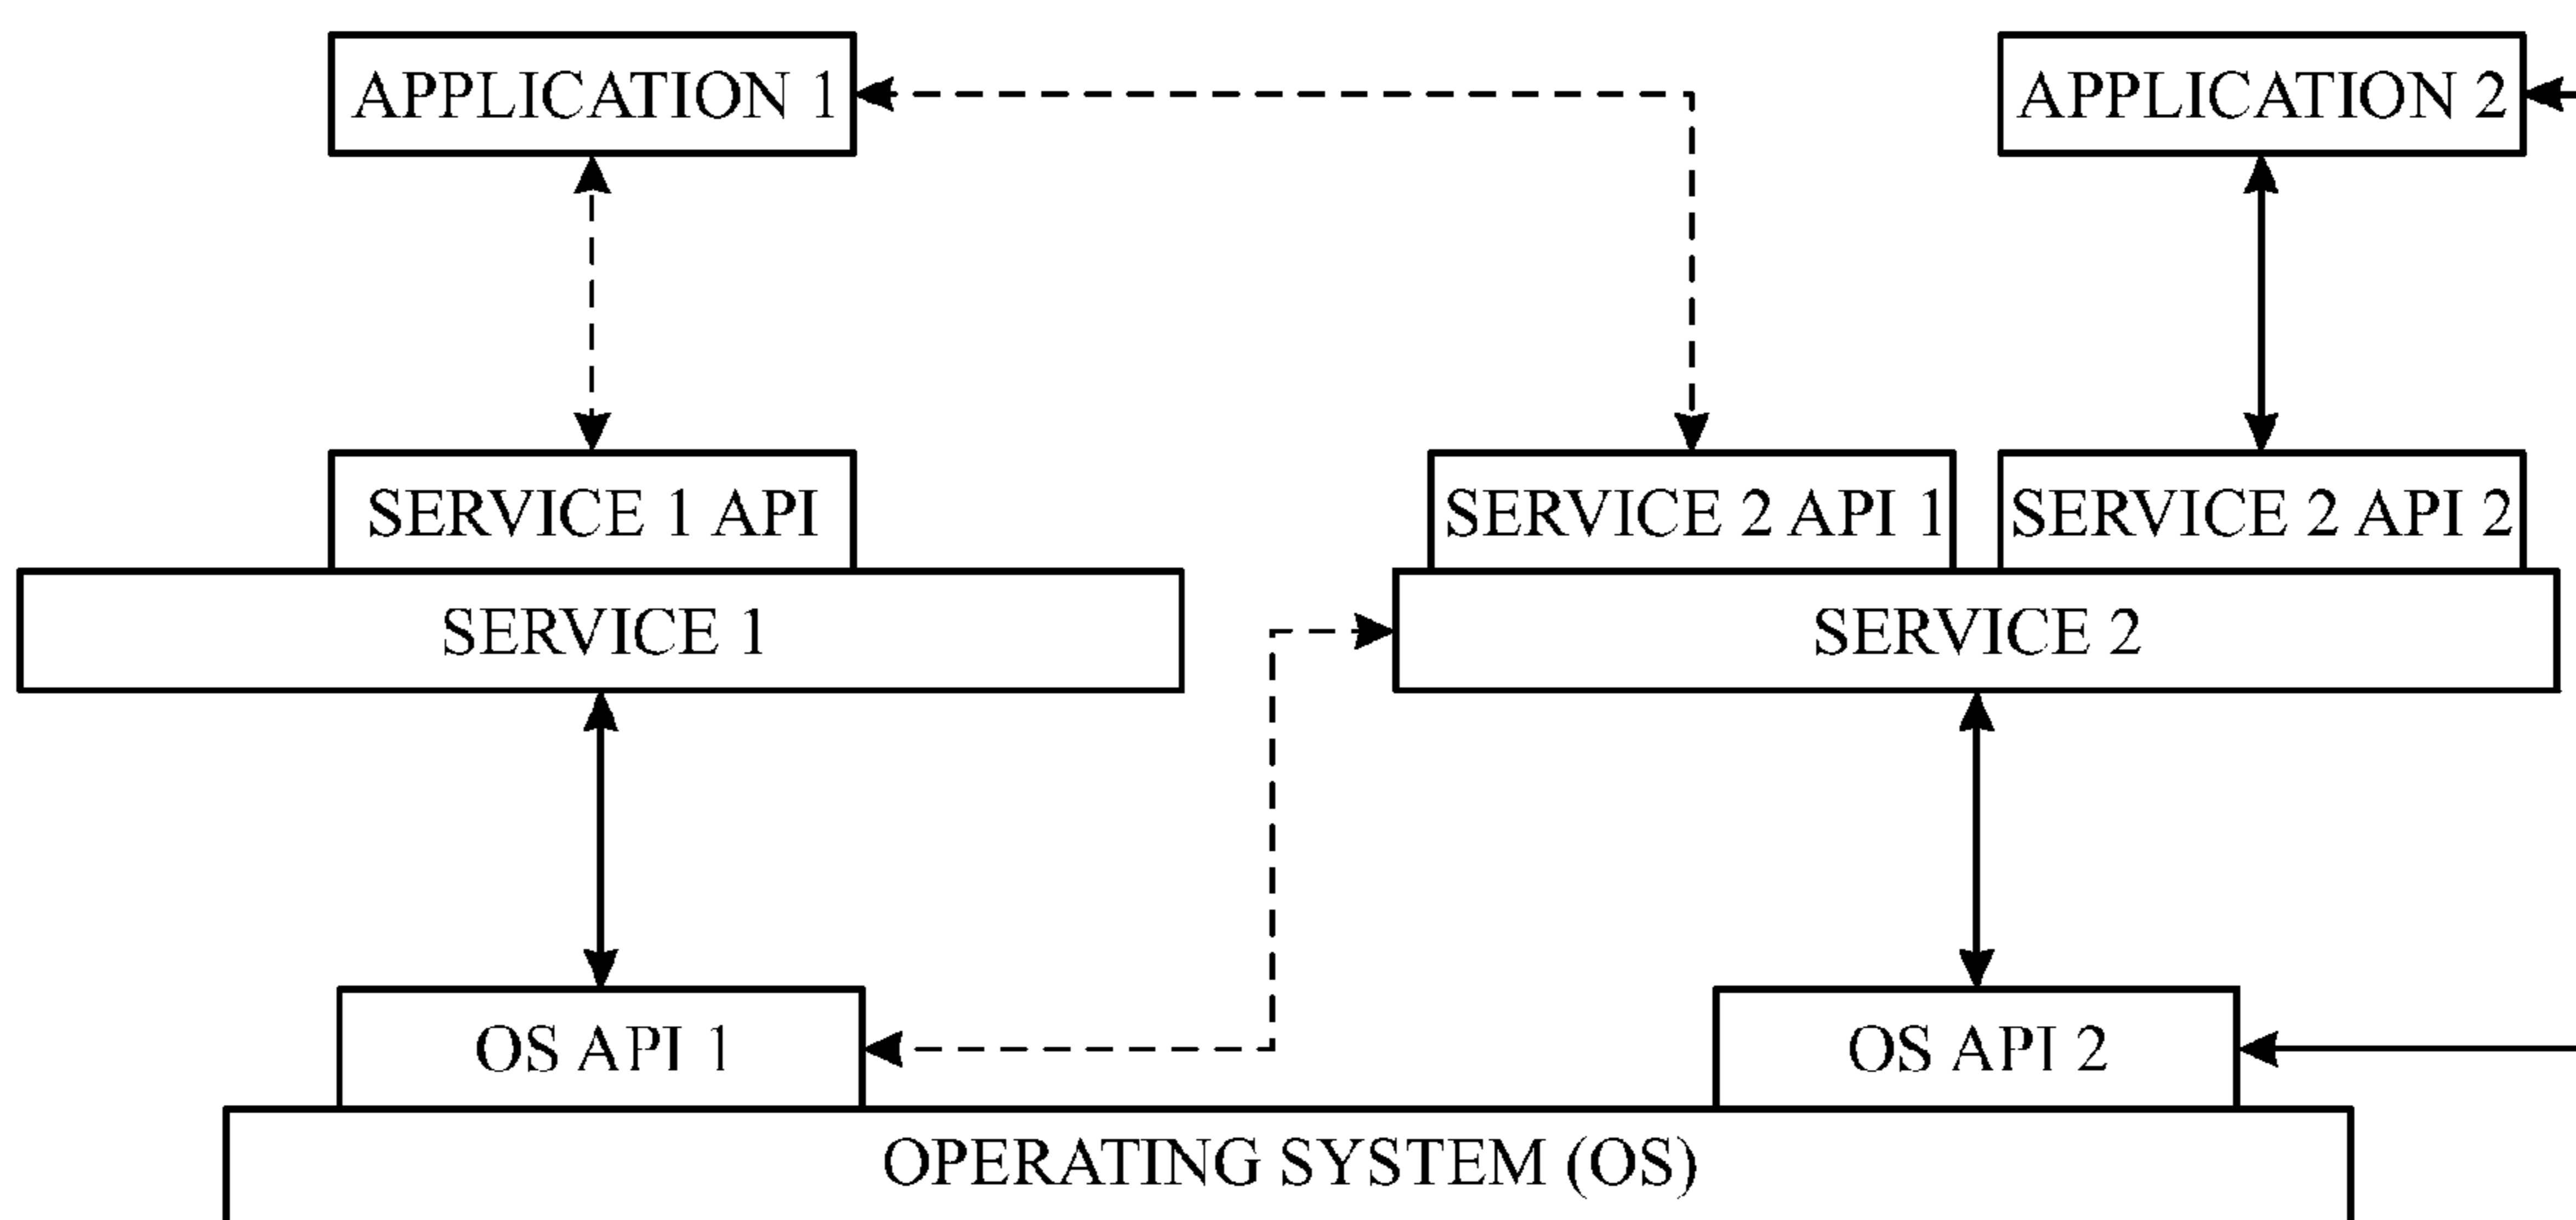 APPLICATION 1
APPLICATION 2
SERVICE 1 API
SERVICE 2 API 1
SERVICE 2 API 2
SERVICE 1
SERVICE 2
OS API 1
OS API 2
OPERATING SYSTEM (OS)